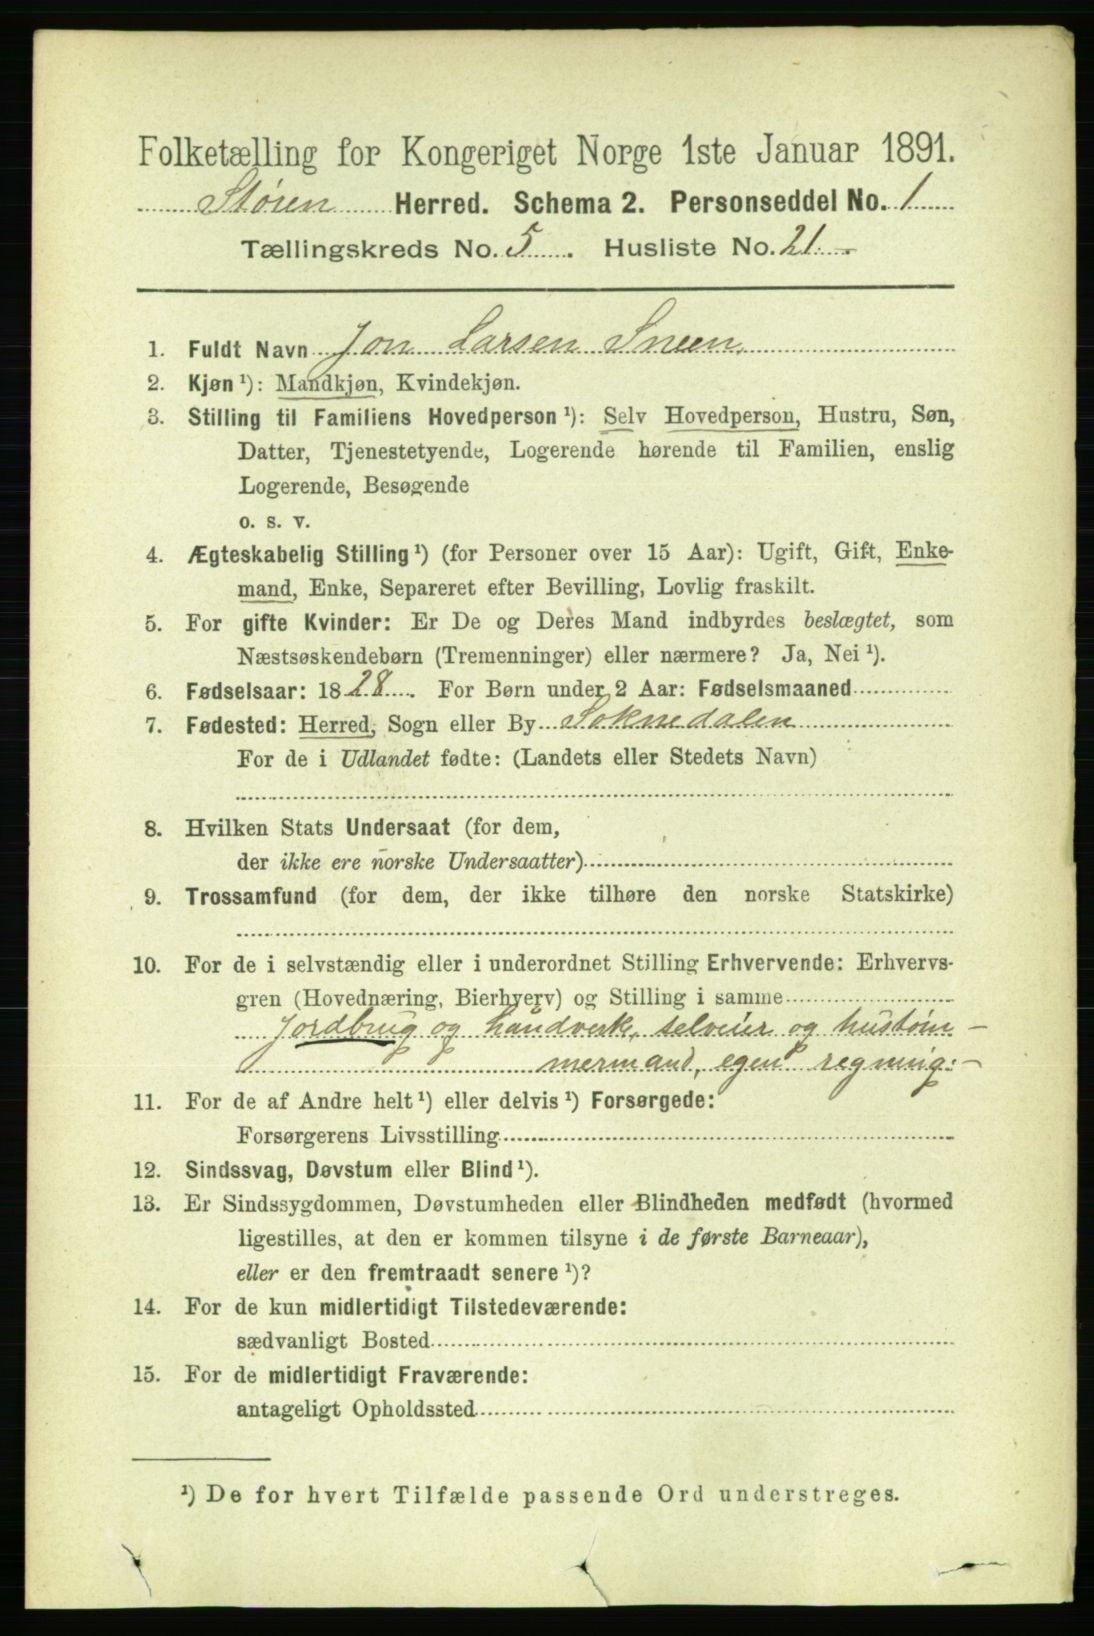 Folketælling for Kongeriget Norge 1ste Januar 1891.
Støren Herred. Schema 2. Personseddel No. 1
Tællingskreds No. 5. Husliste No. 21.-
1. Fuldt Navn Jon Larsen Sneen.
2. Kjøn¹): Mandkjøn, Kvindekjøn.
3. Stilling til Familiens Hovedperson¹): Selv Hovedperson, Hustru, Søn,
Datter, Tjenestetyende, Logerende hørende til Familien, enslig
Logerende, Besøgende
o. s. v.
4. Ægteskabelig Stilling¹) (for Personer over 15 Aar): Ugift, Gift, Enke-
mand, Enke, Separeret efter Bevilling, Lovlig fraskilt.
5. For gifte Kvinder: Er De og Deres Mand indbyrdes beslægtet, som
Næstsøskendebørn (Tremenninger) eller nærmere? Ja, Nei¹).
6. Fødselsaar: 1828. For Børn under 2 Aar: Fødselsmaaned
7. Fødested: Herred, Sogn eller By Soknedalen
For de i Udlandet fødte: (Landets eller Stedets Navn)
8. Hvilken Stats Undersaat (for dem,
der ikke ere norske Undersaatter)
9. Trossamfund (for dem, der ikke tilhøre den norske Statskirke)
10. For de i selvstændig eller i underordnet Stilling Erhvervende: Erhvervs-
gren (Hovednæring, Bierhverv) og Stilling i samme
Jordbrug og håndverk, selveier og hustøm-
mermand, egen regning.-
11. For de af Andre helt¹) eller delvis¹) Forsørgede:
Forsørgerens Livsstilling
12. Sindssvag, Døvstum eller Blind¹).
13. Er Sindssygdommen, Døvstumheden eller Blindheden medfødt (hvormed
ligestilles, at den er kommen tilsyne i de første Barneaar),
eller er den fremtraadt senere¹)?
14. For de kun midlertidigt Tilstedeværende:
sædvanligt Bosted
15. For de midlertidigt Fraværende:
antageligt Opholdssted
¹) De for hvert Tilfælde passende Ord understreges.